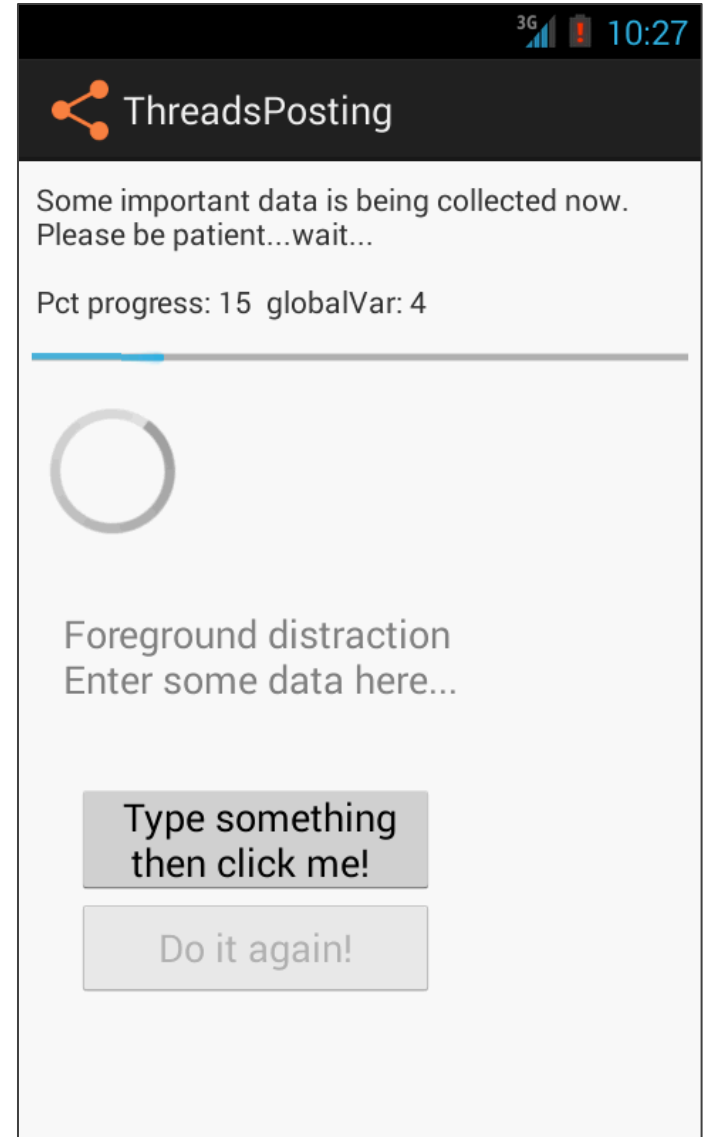 3G 10:27
ThreadsPosting
Some important data is being collected now.
Please be patient...wait...
Pct progress: 15  globalVar: 4
Foreground distraction
Enter some data here...
Type something
then click me!
Do it again!